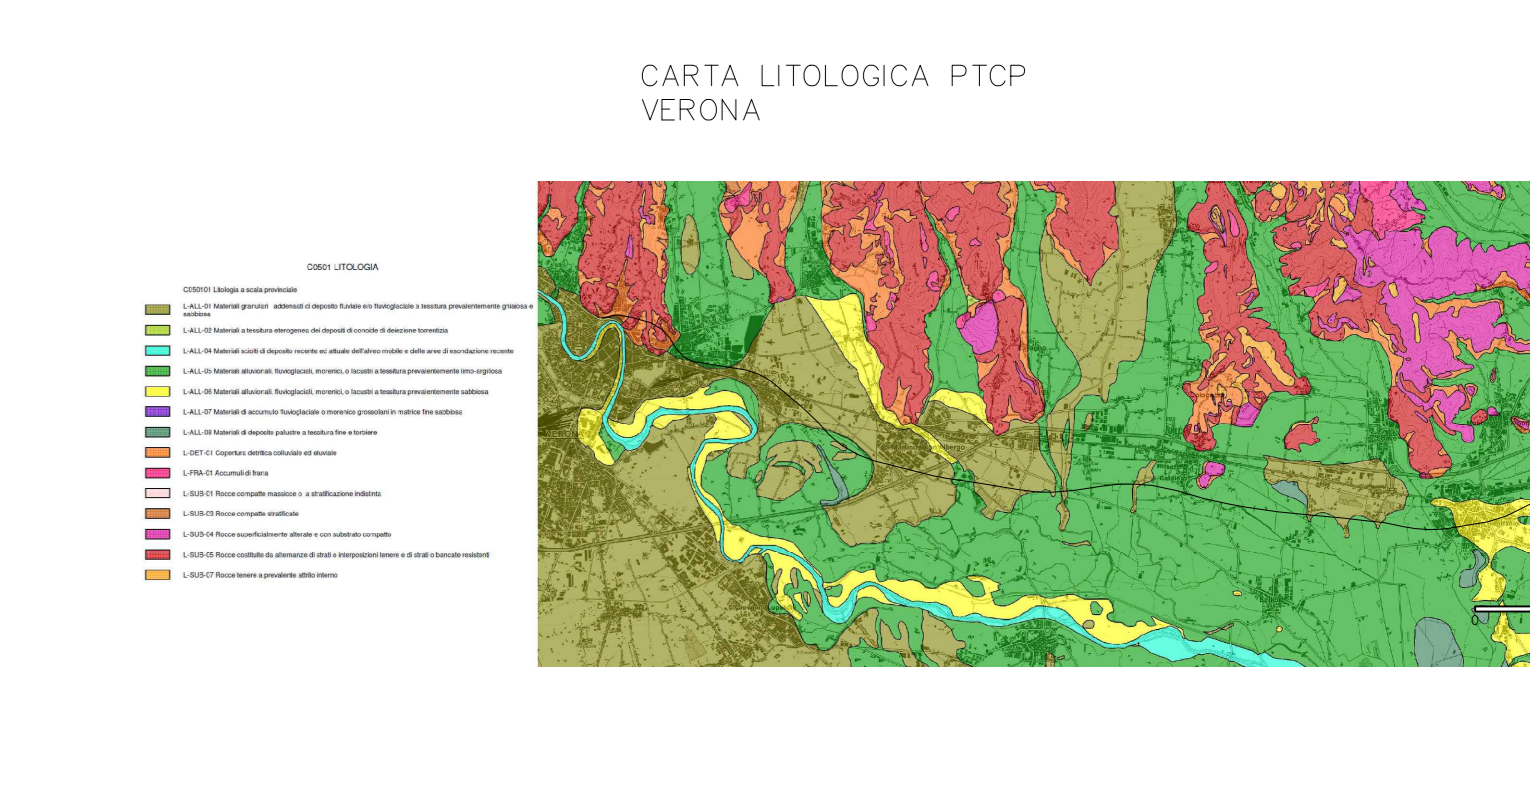 CARTA LITOLOGICA PTCP
VERONA
C0501 LITOLOGIA
C050101 Litologia a scala provinciale
L-ALL-01 Materiali granulari addensati di deposito fluviale e/o fluvioglaciale a tessitura prevalentemente ghiaiosa e
sabbiosa
L-ALL-02 Materiali a tessitura eterogenea dei depositi di conoide di deiezione torrentizia
L-ALL-04 Materiali sciolti di deposito recente ed attuale dell'alveo mobile e delle aree di esondazione recente
L-ALL-05 Materiali alluvionali, fluvioglaciali, morenici, o lacustri a tessitura prevalentemente limo-argillosa
L-ALL-06 Materiali alluvionali, fluvioglaciali, morenici, o lacustri a tessitura prevalentemente sabbiosa
L-ALL-07 Materiali di accumulo fluvioglaciale o morenico grossolani in matrice fine sabbiosa
L-ALL-08 Materiali di deposito palustre a tessitura fine e torbiere
L-DET-01 Copertura detritica colluviale ed eluviale
L-FRA-01 Accumuli di frana
L-SUB-01 Rocce compatte massicce o a stratificazione indistinta
L-SUB-03 Rocce compatte stratificate
L-SUB-04 Rocce superficialmente alterate e con substrato compatto
L-SUB-05 Rocce costituite da alternanze di strati e interposizioni tenere e di strati o bancate resistenti
L-SUB-07 Rocce tenere a prevalente attrito interno
VERONA
0